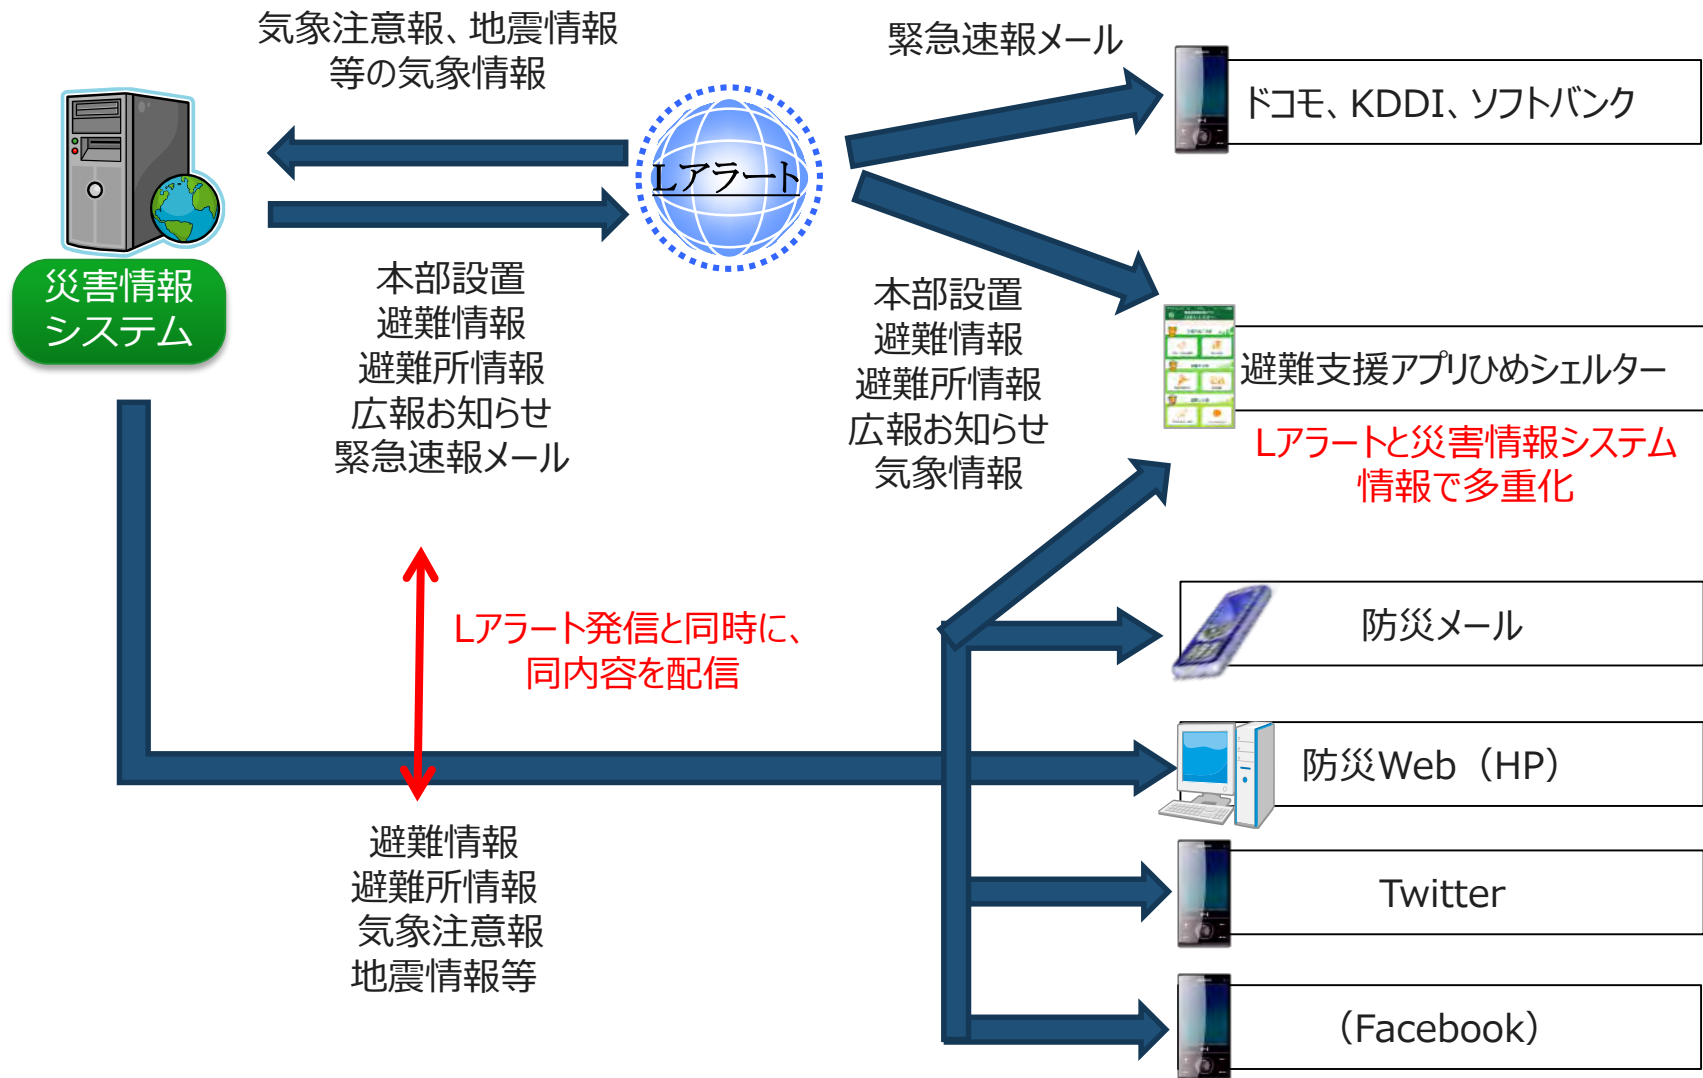 気象注意報、地震情報
等の気象情報
緊急速報メール
ドコモ、KDDI、ソフトバンク
Lアラート
災害情報
システム
本部設置
避難情報
避難所情報
広報お知らせ
緊急速報メール
本部設置
避難情報
避難所情報
広報お知らせ
気象情報
避難支援アプリひめシェルター
Lアラートと災害情報システム
情報で多重化
Lアラート発信と同時に、
同内容を配信
防災メール
防災Web（HP）
避難情報
避難所情報
気象注意報
地震情報等
Twitter
（Facebook）